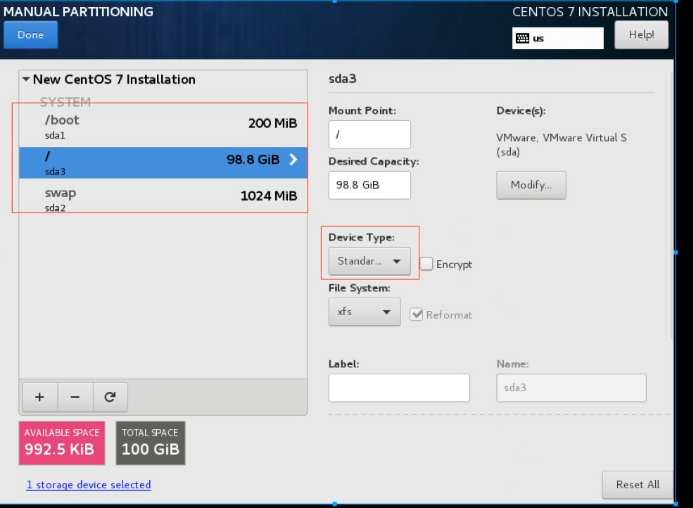 MANUAL PARTITIONING
CENTOS 7 INSTALLATION
Done
us
Help!
New CentOS 7 Installation
SYSTEM
/boot
200 MiB
sda1
/
98.8 GiB
sda3
swap
1024 MiB
sda2
sda3
Mount Point:
/
Desired Capacity:
98.8 GiB
Device(s):
VMware, VMware Virtual S
(sda)
Modify...
Device Type:
Standar...
Encrypt
File System:
xfs
Reformat
Label:
Name:
sda3
+ −
AVAILABLE SPACE
992.5 KiB
TOTAL SPACE
100 GiB
1 storage device selected
Reset All